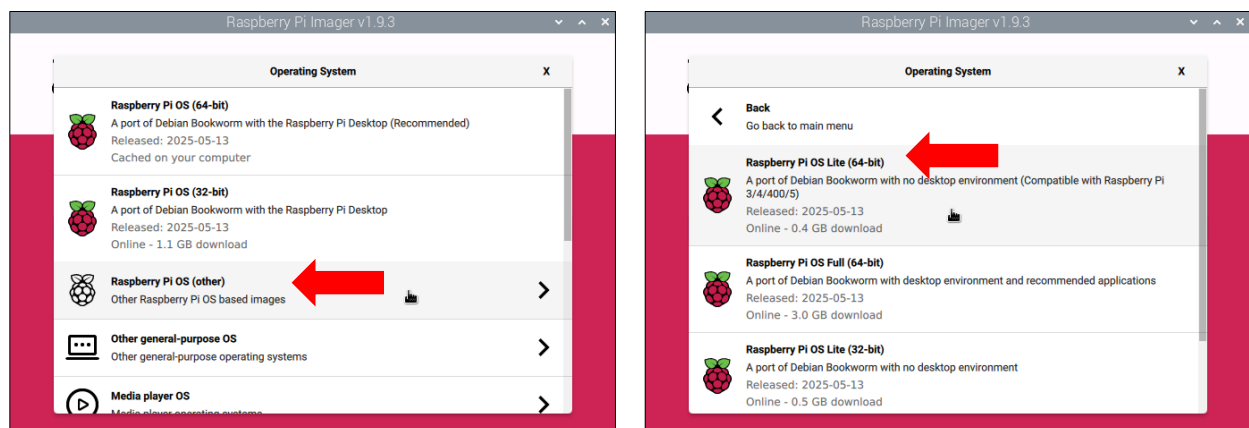 Raspberry Pi Imager v1.9.3
Operating System
X
Raspberry Pi OS (64-bit)
A port of Debian Bookworm with the Raspberry Pi Desktop (Recommended)
Released: 2025-05-13
Cached on your computer
Raspberry Pi OS (32-bit)
A port of Debian Bookworm with the Raspberry Pi Desktop
Released: 2025-05-13
Online - 1.1 GB download
Raspberry Pi OS (other)
Other Raspberry Pi OS based images
Other general-purpose OS
Other general-purpose operating systems
Media player OS
Media player operating systems
Raspberry Pi Imager v1.9.3
Operating System
X
Back
Go back to main menu
Raspberry Pi OS Lite (64-bit)
A port of Debian Bookworm with no desktop environment (Compatible with Raspberry Pi
3/4/400/5)
Released: 2025-05-13
Online - 0.4 GB download
Raspberry Pi OS Full (64-bit)
A port of Debian Bookworm with desktop environment and recommended applications
Released: 2025-05-13
Online - 3.0 GB download
Raspberry Pi OS Lite (32-bit)
A port of Debian Bookworm with no desktop environment
Released: 2025-05-13
Online - 0.5 GB download